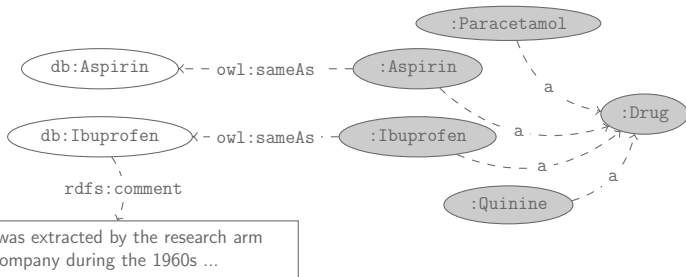 :Paracetamol
db:Aspirin
owl:sameAs
:Aspirin
a
:Drug
db:Ibuprofen
owl:sameAs
:Ibuprofen
a
a
rdfs:comment
:Quinine
a
was extracted by the research arm
ompany during the 1960s ...